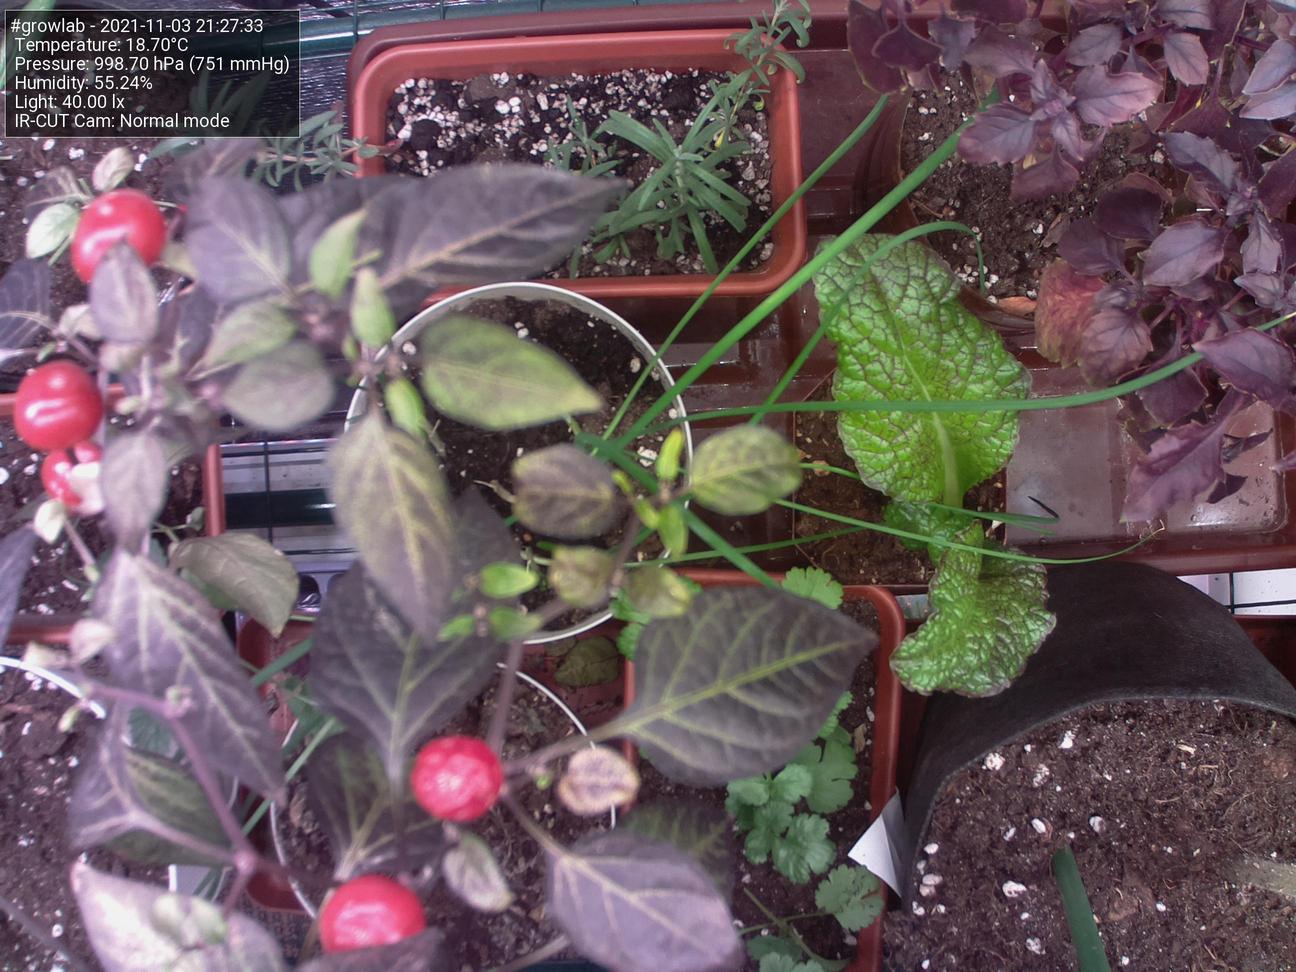 #growlab - 2021-11-03 21:27:33
Temperature: 18.70°C
Pressure: 998.70 hPa (751 mmHg)
Humidity: 55.24%
Light: 40.00 lx
IR-CUT Cam: Normal mode